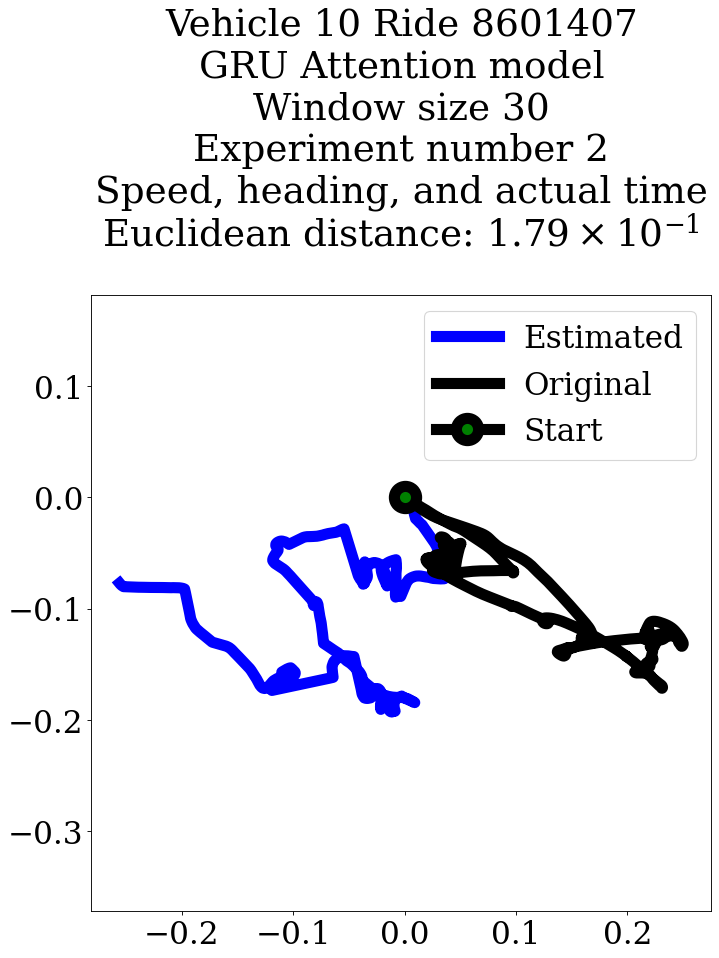 Vehicle 10 Ride 8601407
GRU Attention model
Window size 30
Experiment number 2
Speed, heading, and actual time
Euclidean distance: 1.79 × 10⁻¹
Estimated
Original
Start
0.1
0.0
−0.1
−0.2
−0.3
−0.2 −0.1 0.0 0.1 0.2